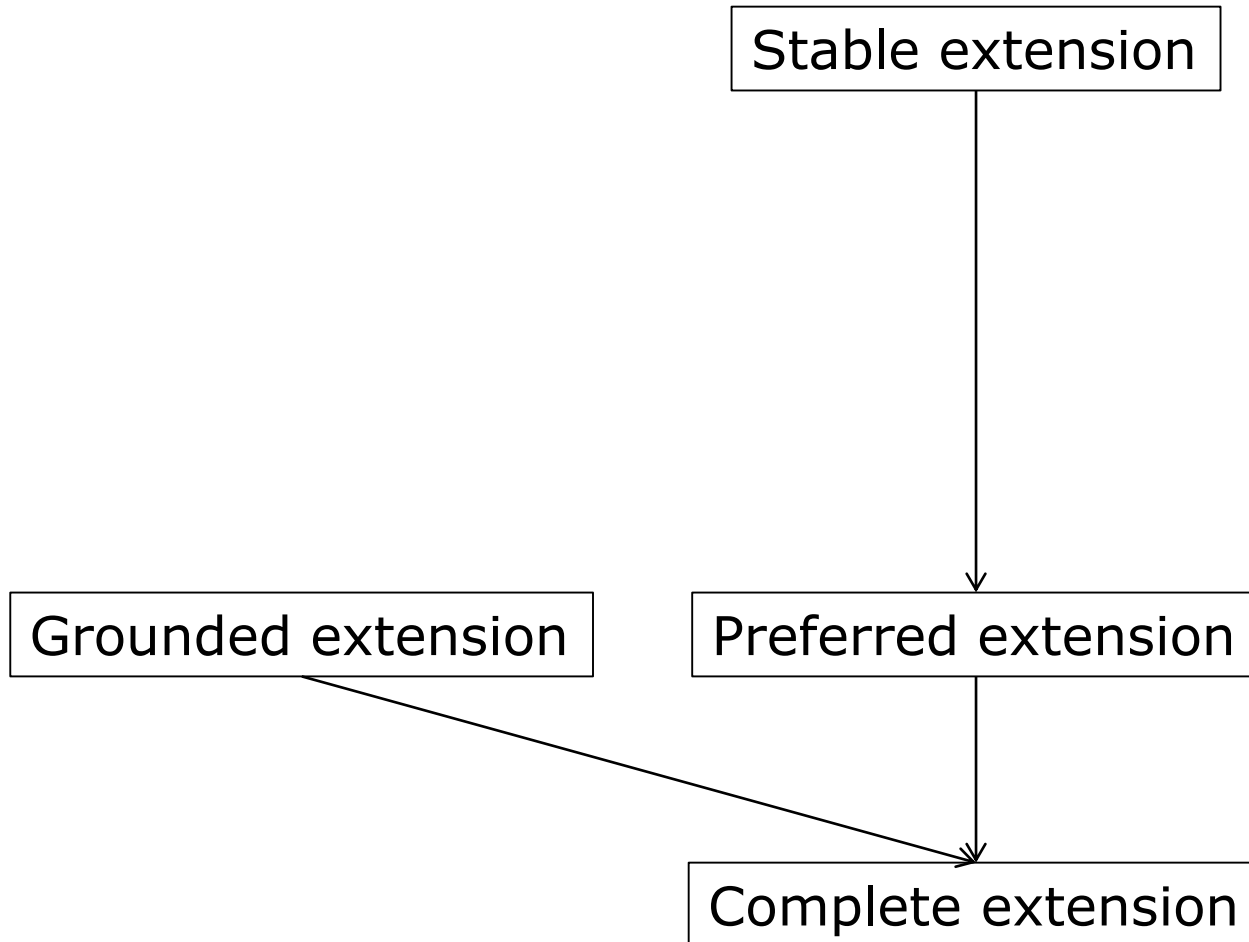 Stable extension
Grounded extension
Preferred extension
Complete extension